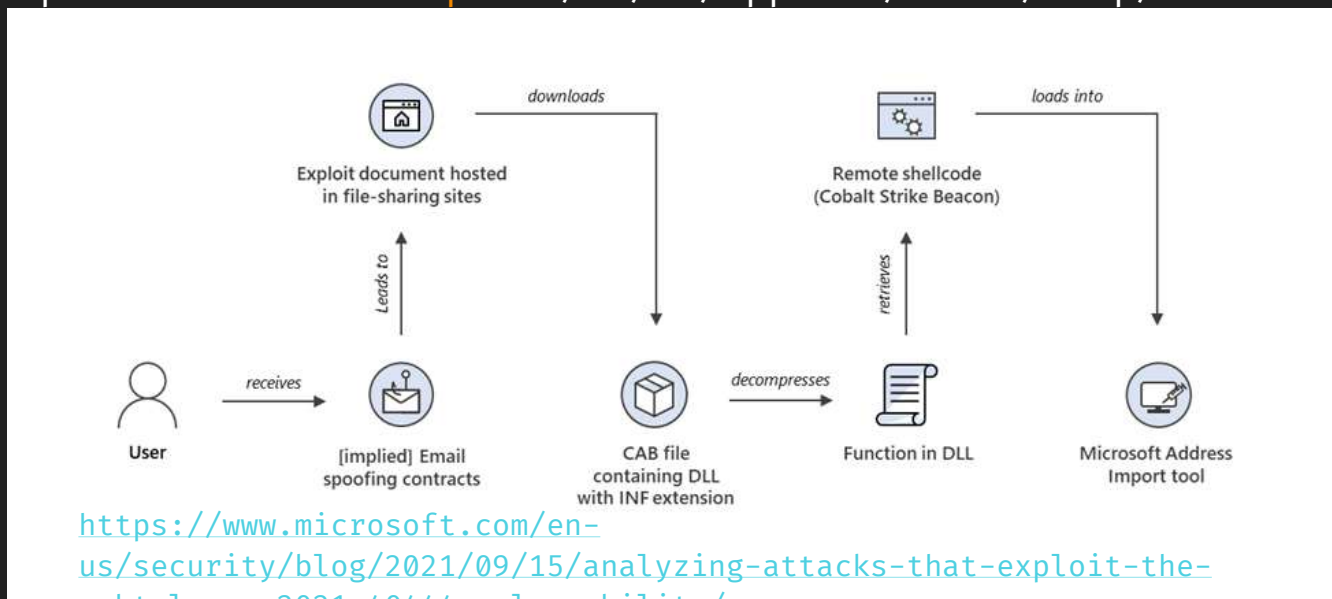 downloads
loads into
Exploit document hosted
in file-sharing sites
Remote shellcode
(Cobalt Strike Beacon)
Leads to
retrieves
receives
decompresses
User
[implied] Email
spoofing contracts
CAB file
containing DLL
with INF extension
Function in DLL
Microsoft Address
Import tool
https://www.microsoft.com/en-
us/security/blog/2021/09/15/analyzing-attacks-that-exploit-the-